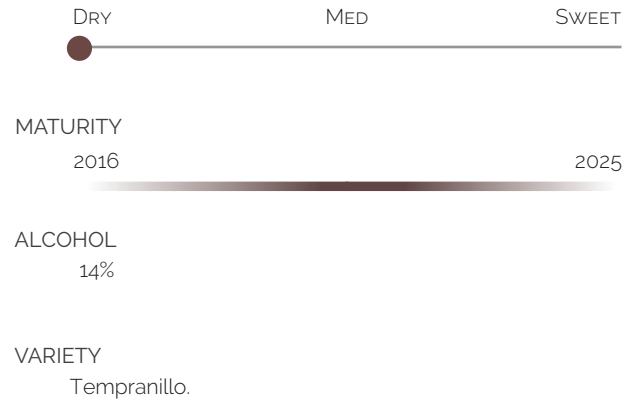 Dry Med Sweet
MATURITY
2016 2025
ALCOHOL
14%
VARIETY
Tempranillo.